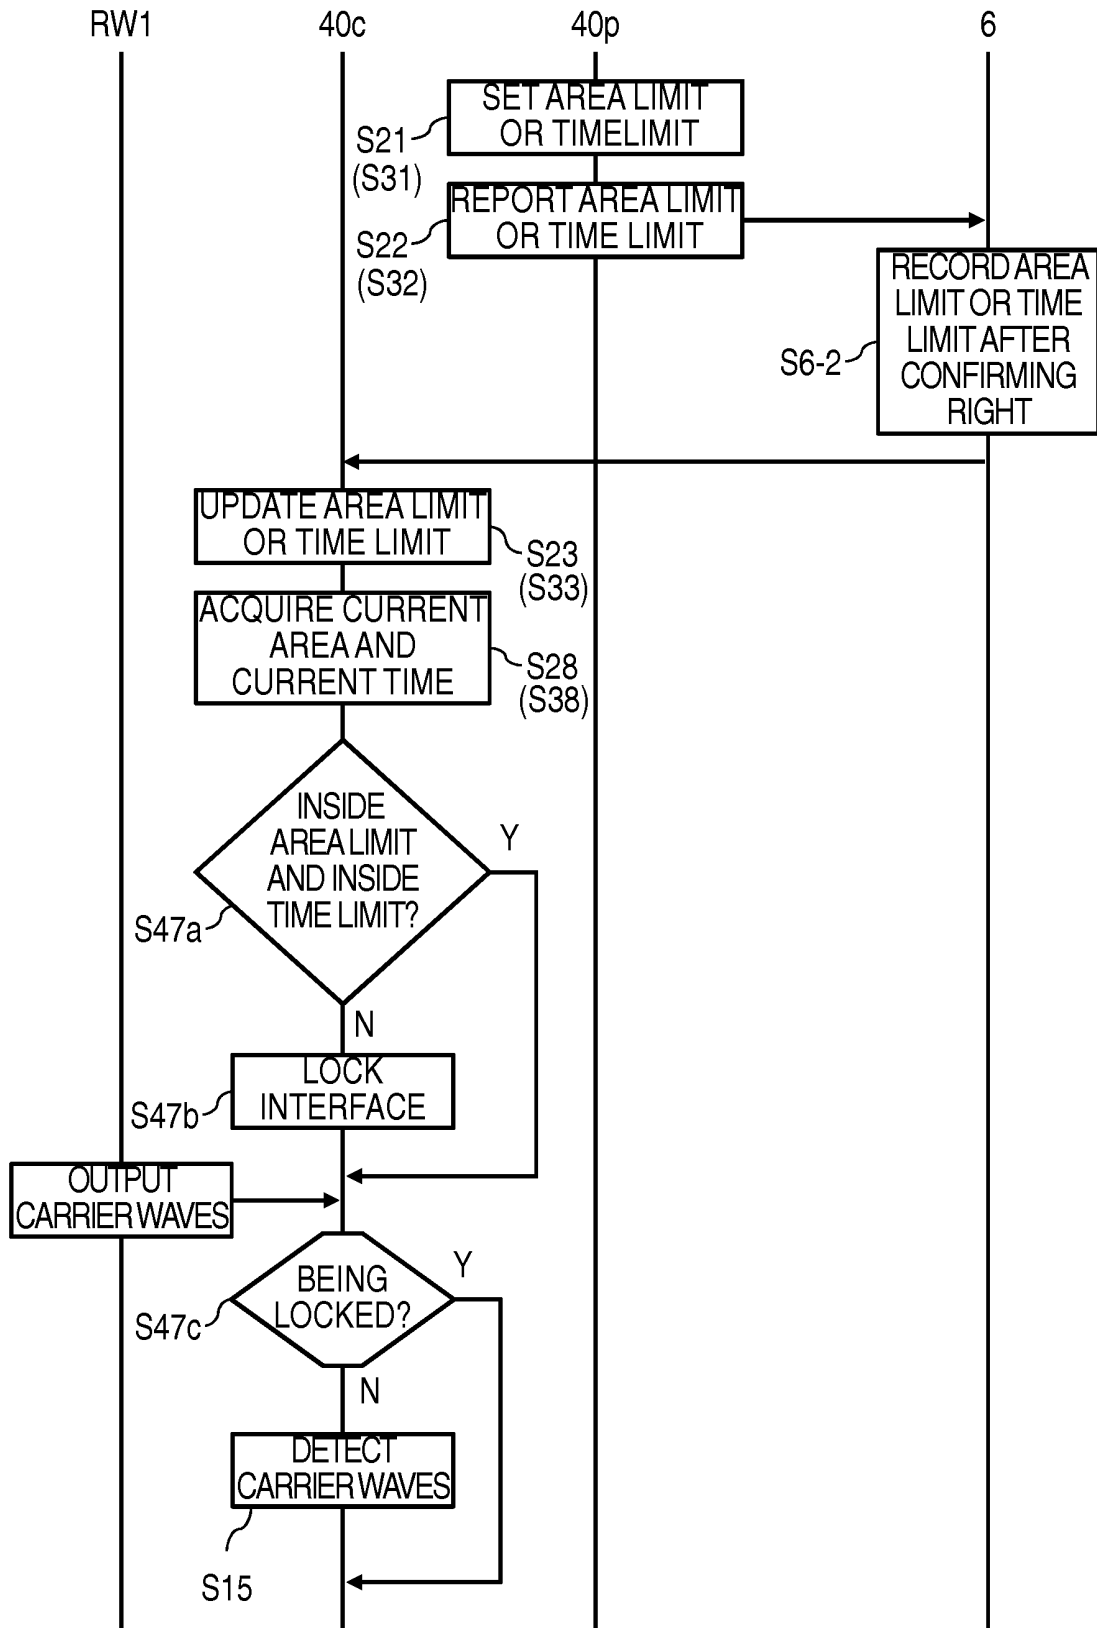 RW1
40c
40p
6
SET AREA LIMIT
OR TIMELIMIT
S21
(S31)
REPORT AREA LIMIT
OR TIME LIMIT
S22
(S32)
RECORD AREA
LIMIT OR TIME
LIMIT AFTER
CONFIRMING
RIGHT
S6-2
UPDATE AREA LIMIT
OR TIME LIMIT
S23
(S33)
ACQUIRE CURRENT
AREA AND
CURRENT TIME
S28
(S38)
INSIDE
AREA LIMIT
AND INSIDE
TIME LIMIT?
Y
S47a
N
LOCK
INTERFACE
S47b
OUTPUT
CARRIER WAVES
BEING
LOCKED?
Y
S47c
N
DETECT
CARRIER WAVES
S15